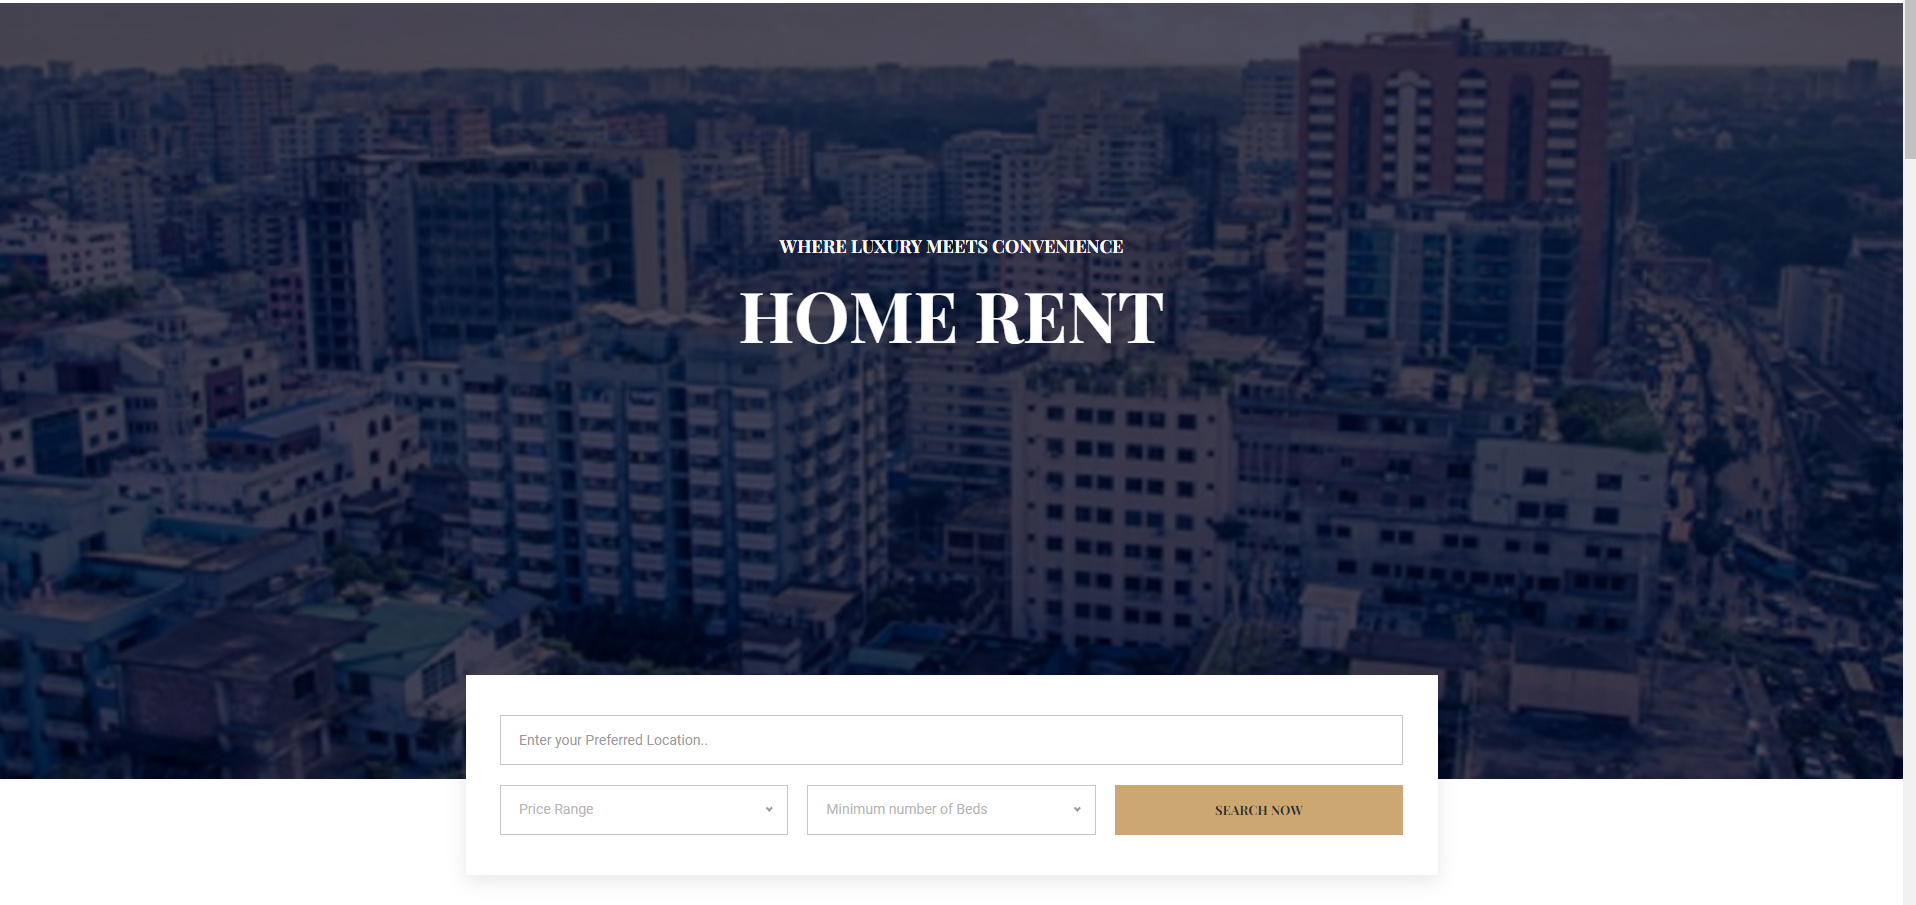 WHERE LUXURY MEETS CONVENIENCE
HOME RENT
Enter your Preferred Location..
Price Range
Minimum number of Beds
SEARCH NOW